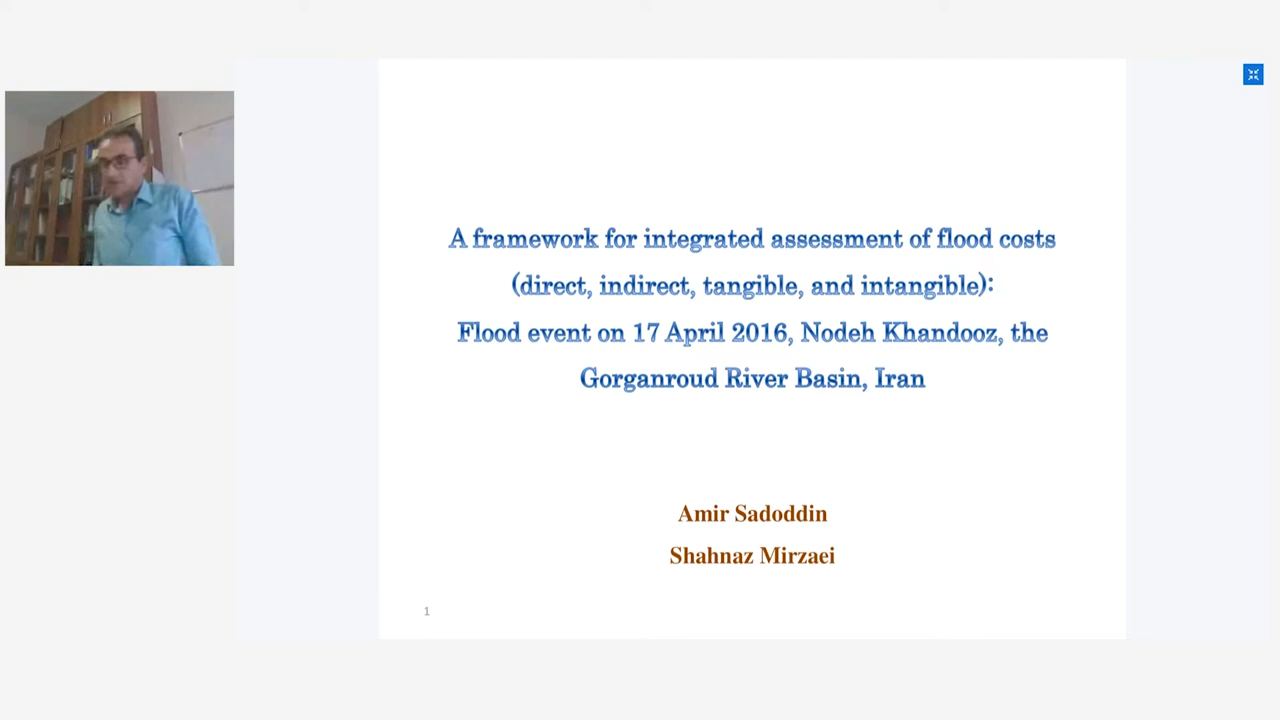 A framework for integrated assessment of flood costs
(direct, indirect, tangible, and intangible):
Flood event on 17 April 2016, Nodeh Khandooz, the
Gorganroud River Basin, Iran
Amir Sadoddin
Shahnaz Mirzaei
1